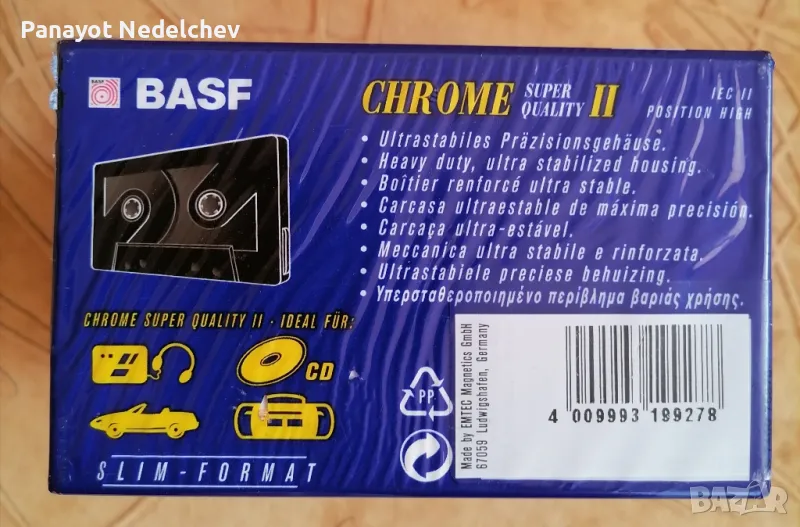 Panayot Nedelchev
BASF
BASF
CHROME SUPER QUALITY II
IEC II
POSITION HIGH
• Ultrastabiles Präzisionsgehäuse.
• Heavy duty, ultra stabilized housing.
• Boîtier renforcé ultra stable.
• Carcasa ultraestable de máxima precisión.
• Carcaça ultra-estável.
• Meccanica ultra stabile e rinforzata.
• Ultrastabiele preciese behuizing.
• Υπερσταθεροποιημένο περίβλημα βαριάς χρήσης.
CHROME SUPER QUALITY II · IDEAL FÜR:
CD
PP
SLIM-FORMAT
Made by EMTEC Magnetics GmbH
67059 Ludwigshafen, Germany
4 009993 199278
BAZAR